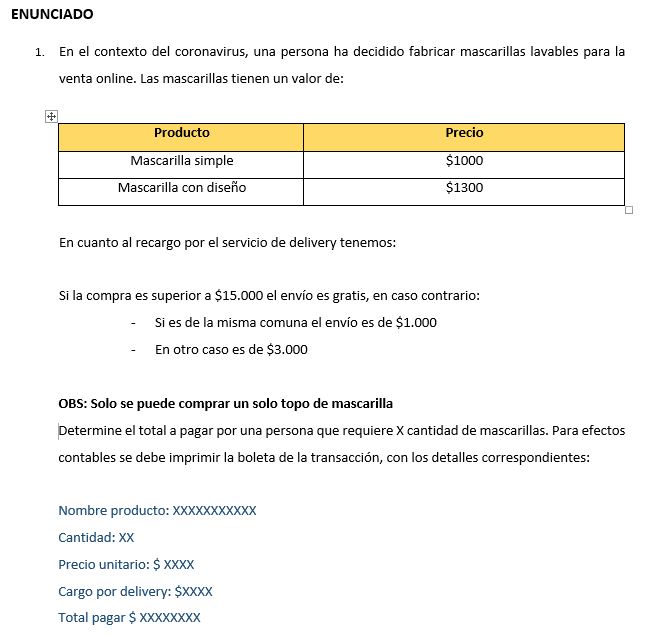 ENUNCIADO
1. En el contexto del coronavirus, una persona ha decidido fabricar mascarillas lavables para la
venta online. Las mascarillas tienen un valor de:
Producto Precio
Mascarilla simple $1000
Mascarilla con diseño $1300
En cuanto al recargo por el servicio de delivery tenemos:
Si la compra es superior a $15.000 el envío es gratis, en caso contrario:
- Si es de la misma comuna el envío es de $1.000
- En otro caso es de $3.000
OBS: Solo se puede comprar un solo topo de mascarilla
Determine el total a pagar por una persona que requiere X cantidad de mascarillas. Para efectos
contables se debe imprimir la boleta de la transacción, con los detalles correspondientes:
Nombre producto: XXXXXXXXXXX
Cantidad: XX
Precio unitario: $ XXXX
Cargo por delivery: $XXXX
Total pagar $ XXXXXXXX